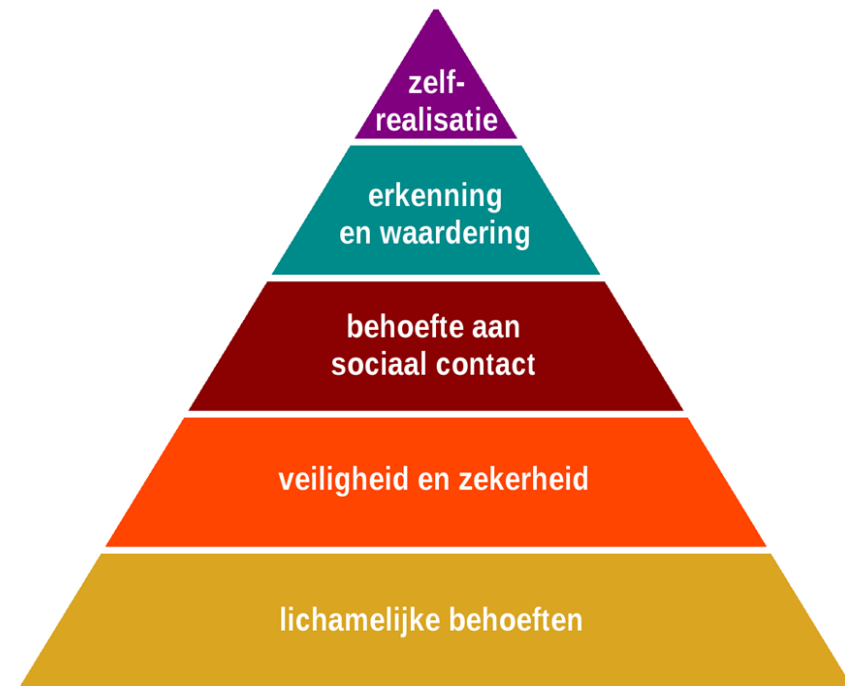 zelf-
realisatie
erkenning
en waardering
behoefte aan
sociaal contact
veiligheid en zekerheid
lichamelijke behoeften